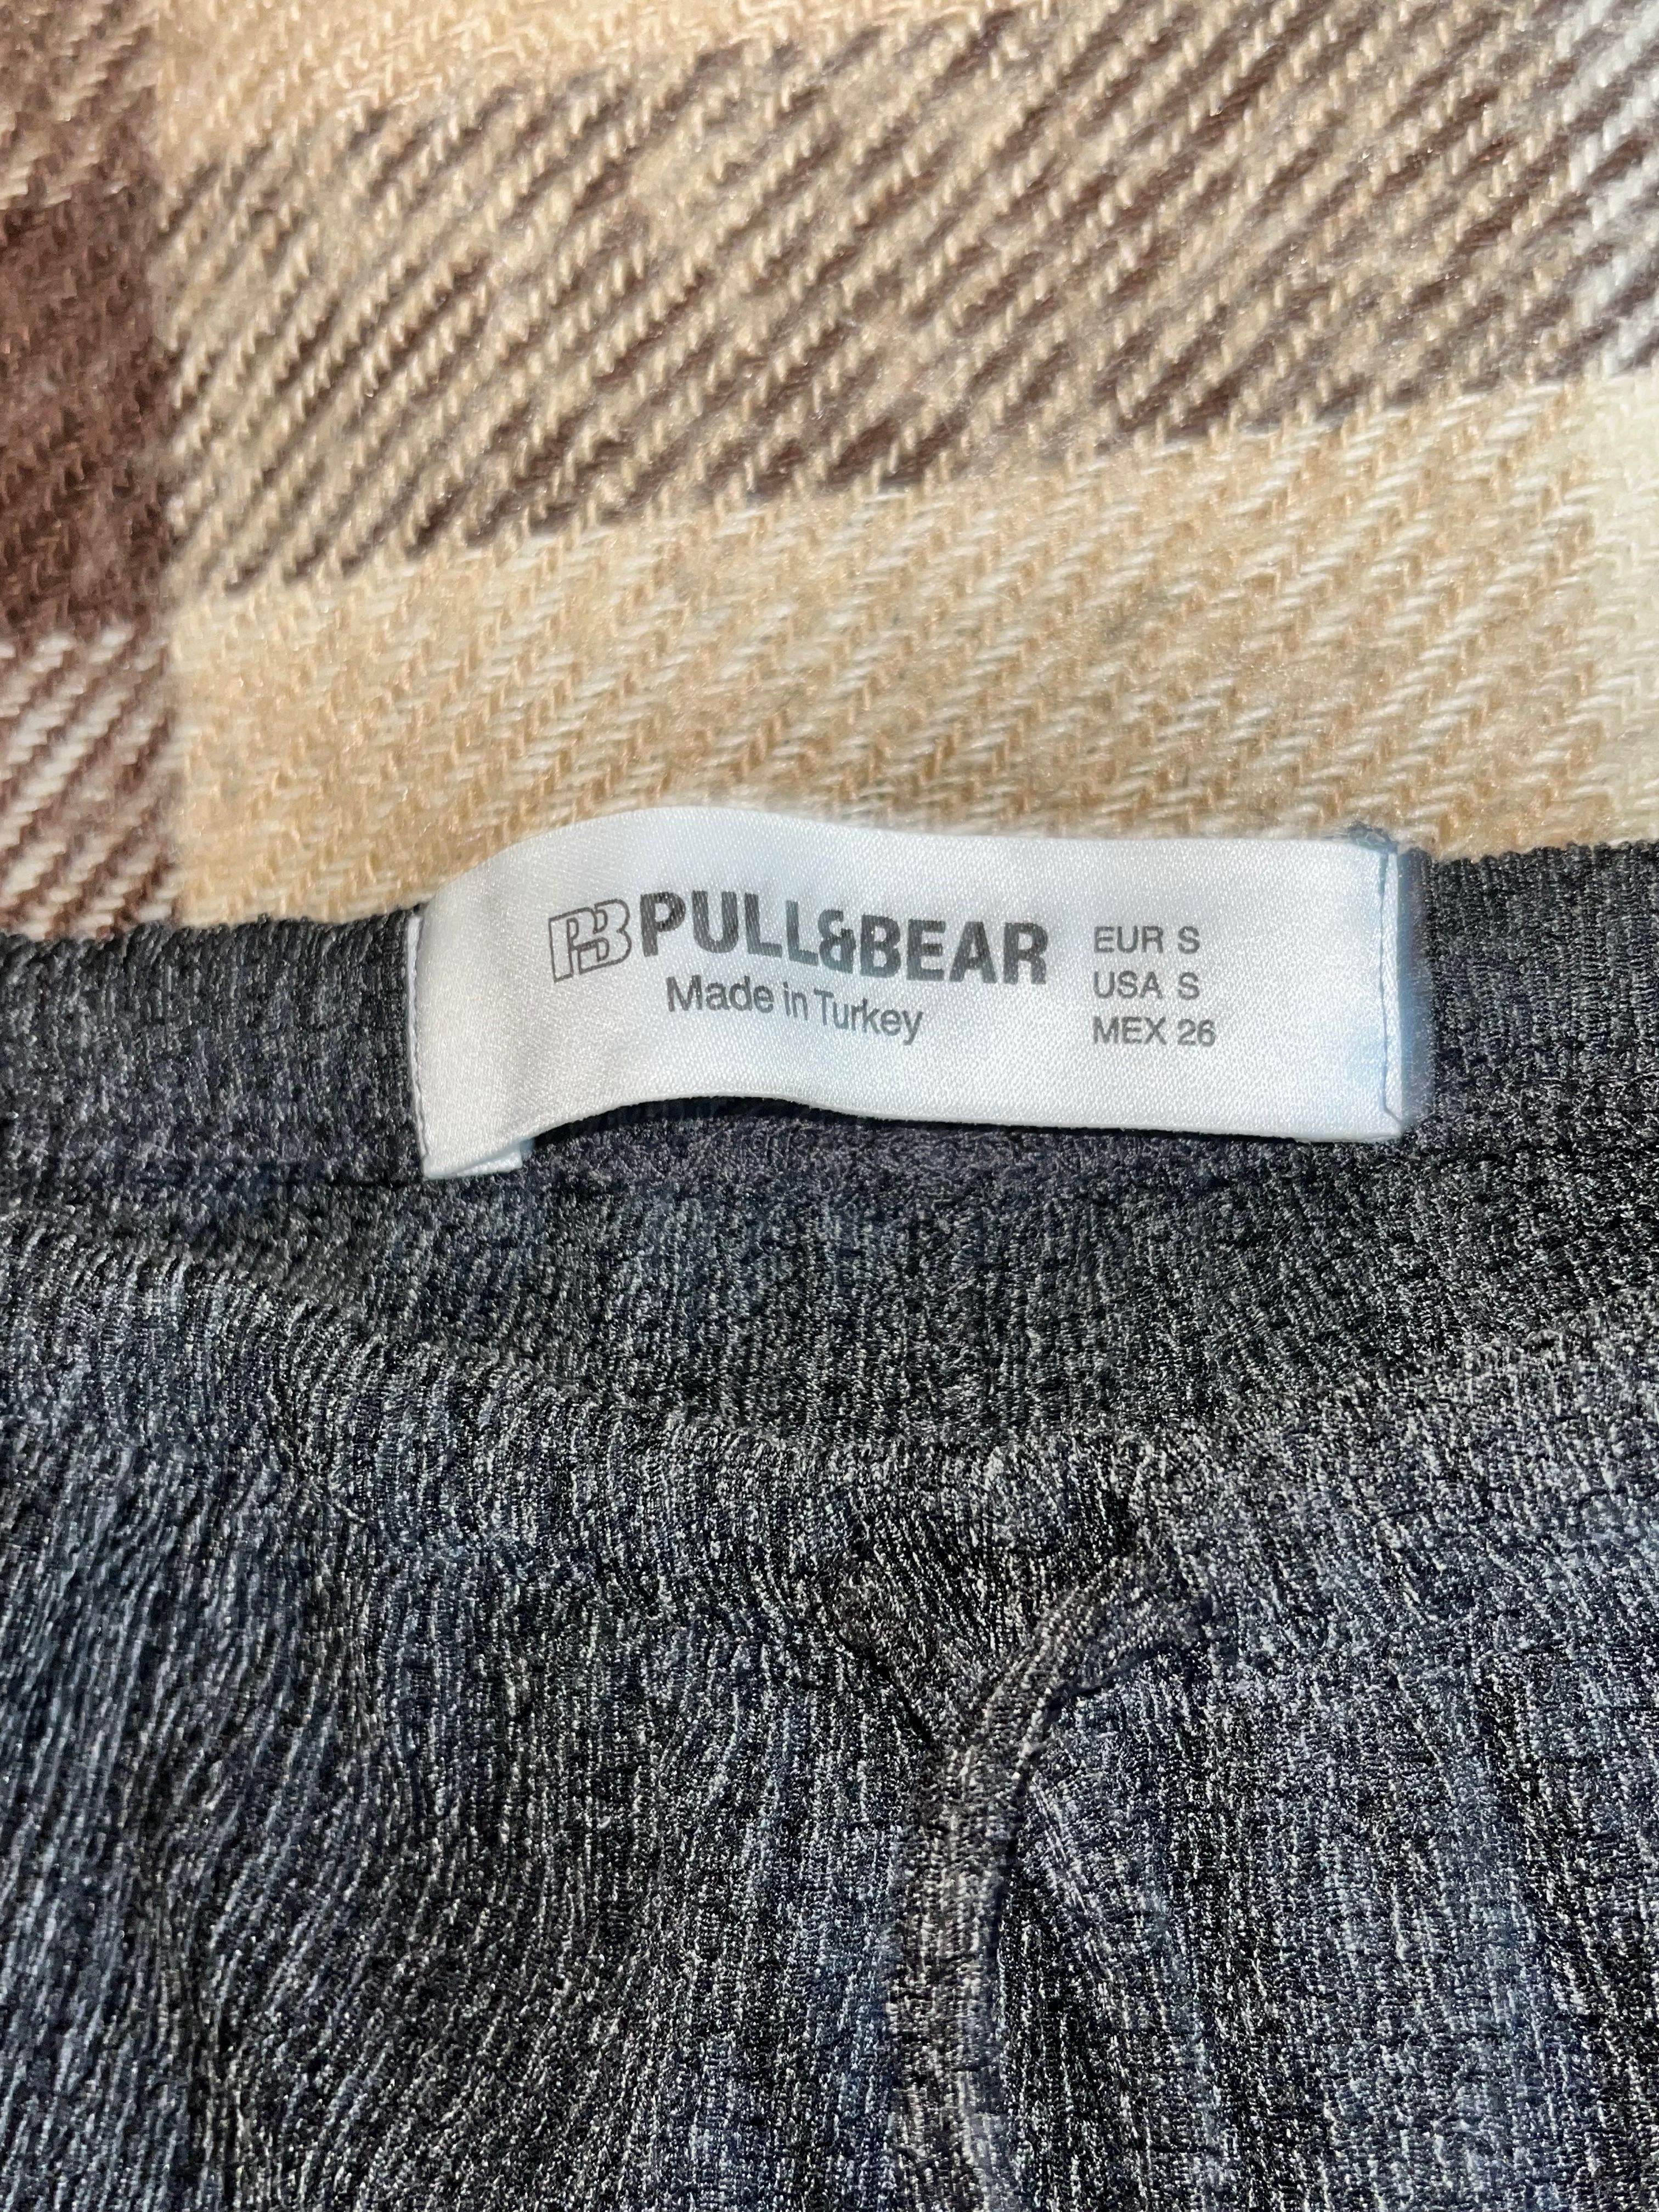 PB PULL&BEAR
Made in Turkey
EUR S
USA S
MEX 26